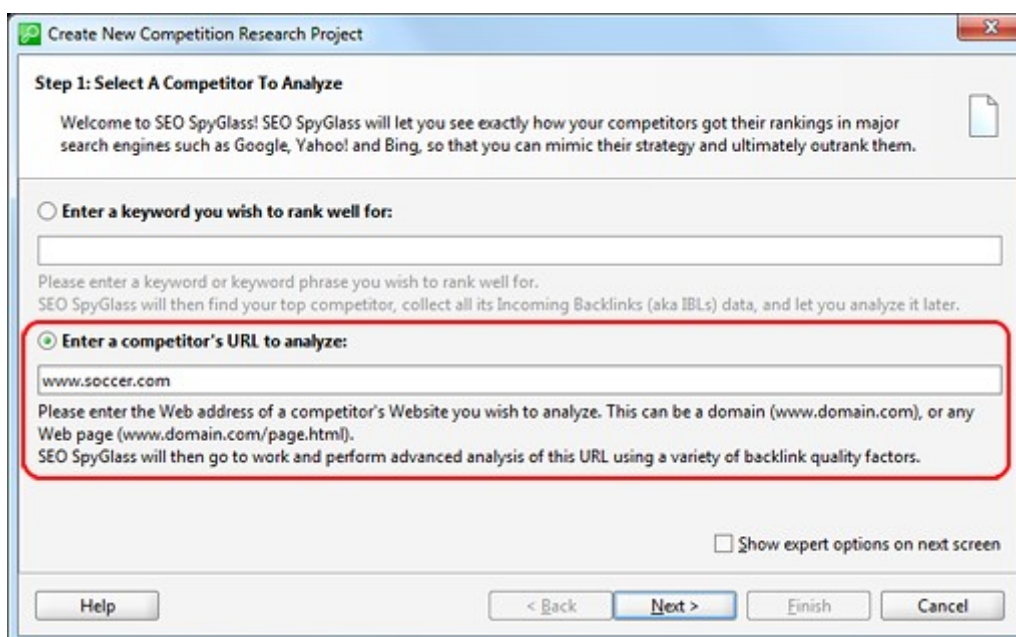 Create New Competition Research Project
Step 1: Select A Competitor To Analyze
Welcome to SEO SpyGlass! SEO SpyGlass will let you see exactly how your competitors got their rankings in major
search engines such as Google, Yahoo! and Bing, so that you can mimic their strategy and ultimately outrank them.
Enter a keyword you wish to rank well for:
Please enter a keyword or keyword phrase you wish to rank well for.
SEO SpyGlass will then find your top competitor, collect all its Incoming Backlinks (aka IBLs) data, and let you analyze it later.
Enter a competitor's URL to analyze:
www.soccer.com
Please enter the Web address of a competitor's Website you wish to analyze. This can be a domain (www.domain.com), or any
Web page (www.domain.com/page.html).
SEO SpyGlass will then go to work and perform advanced analysis of this URL using a variety of backlink quality factors.
Show expert options on next screen
Help < Back Next > Finish Cancel